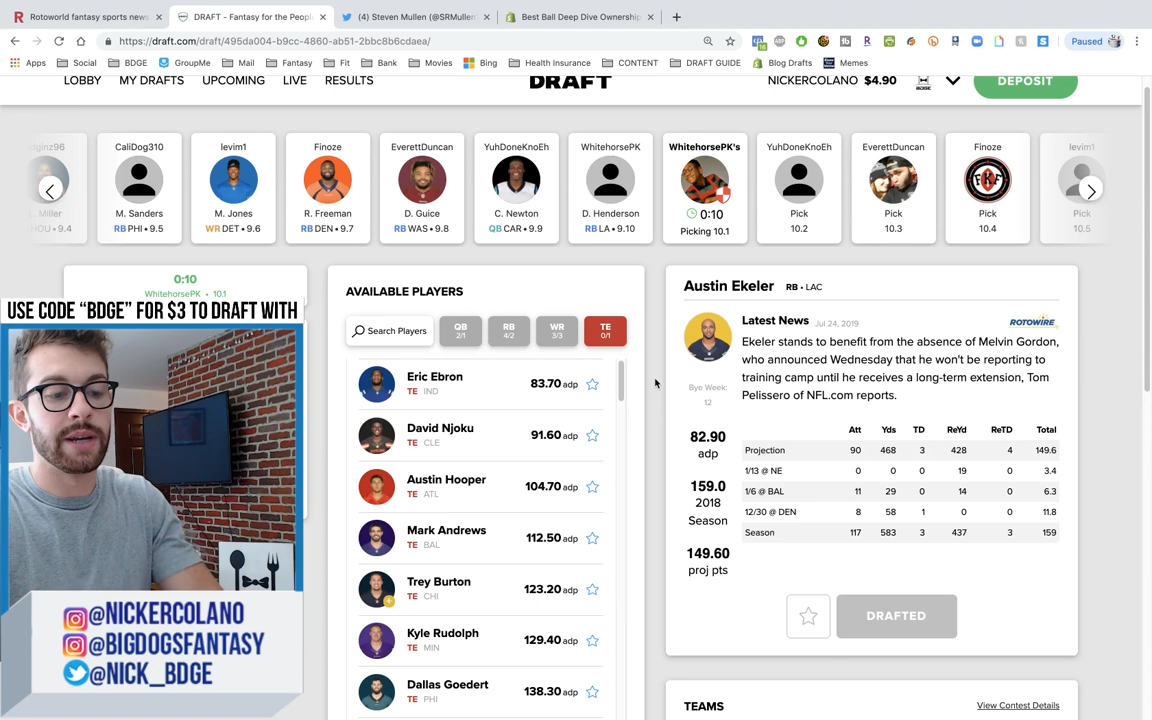 Rotoworld fantasy sports news
DRAFT - Fantasy for the Peopl
(4) Steven Mullen (@SRMullen
Best Ball Deep Dive Ownership
https://draft.com/draft/495da004-b9cc-4860-ab51-2bbc8b6cdaea/
Paused
Apps
Social
BDGE
GroupMe
Mail
Fantasy
Fit
Bank
Movies
Bing
Health Insurance
CONTENT
DRAFT GUIDE
Blog Drafts
Memes
LOBBY
MY DRAFTS
UPCOMING
LIVE
RESULTS
DRAFT
NICKERCOLANO $4.90
DEPOSIT
Miller
HOU • 9.4
CaliDog310
M. Sanders
RB PHI • 9.5
levim1
M. Jones
WR DET • 9.6
Finoze
R. Freeman
RB DEN • 9.7
EverettDuncan
D. Guice
RB WAS • 9.8
YuhDoneKnoEh
C. Newton
QB CAR • 9.9
WhitehorsePK
D. Henderson
RB LA • 9.10
WhitehorsePK's
0:10
Picking 10.1
YuhDoneKnoEh
Pick
10.2
EverettDuncan
Pick
10.3
Finoze
Pick
10.4
levim1
Pick
10.5
0:10
WhitehorsePK • 10.1
USE CODE "BDGE" FOR $3 TO DRAFT WITH
@NICKERCOLANO
@BIGDOGSFANTASY
@NICK_BDGE
AVAILABLE PLAYERS
Search Players
QB
2/1
RB
4/2
WR
3/3
TE
0/1
Eric Ebron
TE IND
83.70 adp
David Njoku
TE CLE
91.60 adp
Austin Hooper
TE ATL
104.70 adp
Mark Andrews
TE BAL
112.50 adp
Trey Burton
TE CHI
123.20 adp
Kyle Rudolph
TE MIN
129.40 adp
Dallas Goedert
TE PHI
138.30 adp
Austin Ekeler RB • LAC
Latest News Jul 24, 2019
ROTOWIRE
Ekeler stands to benefit from the absence of Melvin Gordon,
who announced Wednesday that he won't be reporting to
training camp until he receives a long-term extension, Tom
Pelissero of NFL.com reports.
Bye Week:
12
82.90
adp
159.0
2018
Season
149.60
proj pts
Att Yds TD ReYd ReTD Total
Projection 90 468 3 428 4 149.6
1/13 @ NE 0 0 0 19 0 3.4
1/6 @ BAL 11 29 0 14 0 6.3
12/30 @ DEN 8 58 1 0 0 11.8
Season 117 583 3 437 3 159
DRAFTED
TEAMS
View Contest Details